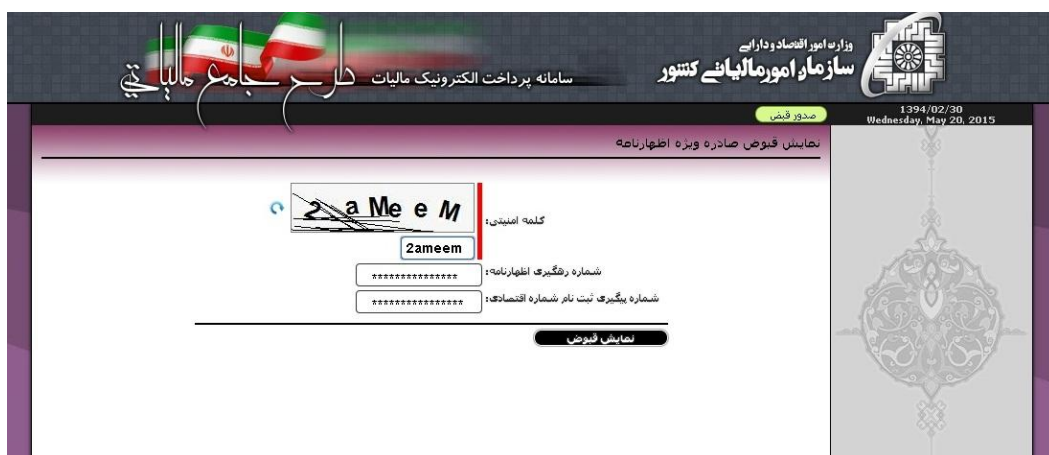 وزارت امور اقتصاد و دارایی
سازمان امور مالیاتی کشور
سامانه پرداخت الکترونیک مالیات
طرح جامع مالیاتی
1394/02/30
Wednesday, May 20, 2015
صدور قبض
نمایش قبوض صادره ویژه اظهارنامه
کلمه امنیتی:
2 a Me e M
2ameem
شماره رهگیری اظهارنامه:
***************
شماره پیگیری ثبت نام شماره اقتصادی:
****************
نمایش قبوض